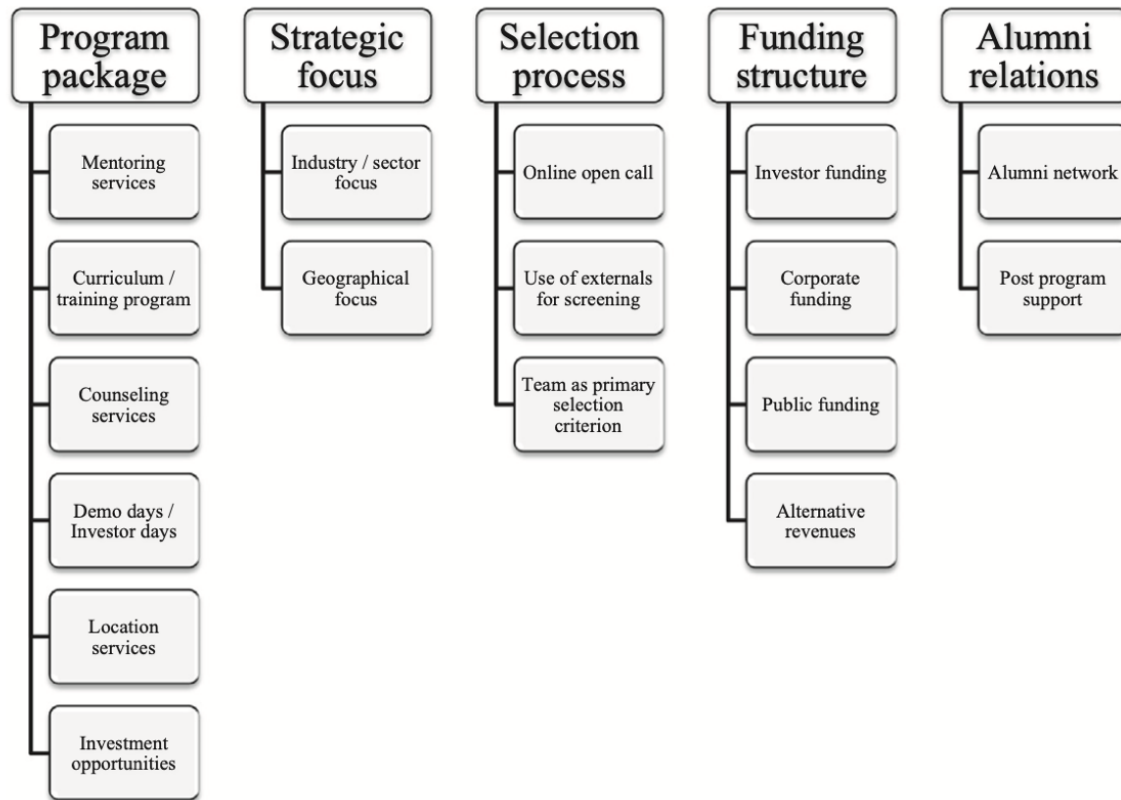 Program
package
Mentoring
services
Curriculum /
training program
Counseling
services
Demo days /
Investor days
Location
services
Investment
opportunities
Strategic
focus
Industry / sector
focus
Geographical
focus
Selection
process
Online open call
Use of externals
for screening
Team as primary
selection
criterion
Funding
structure
Investor funding
Corporate
funding
Public funding
Alternative
revenues
Alumni
relations
Alumni network
Post program
support